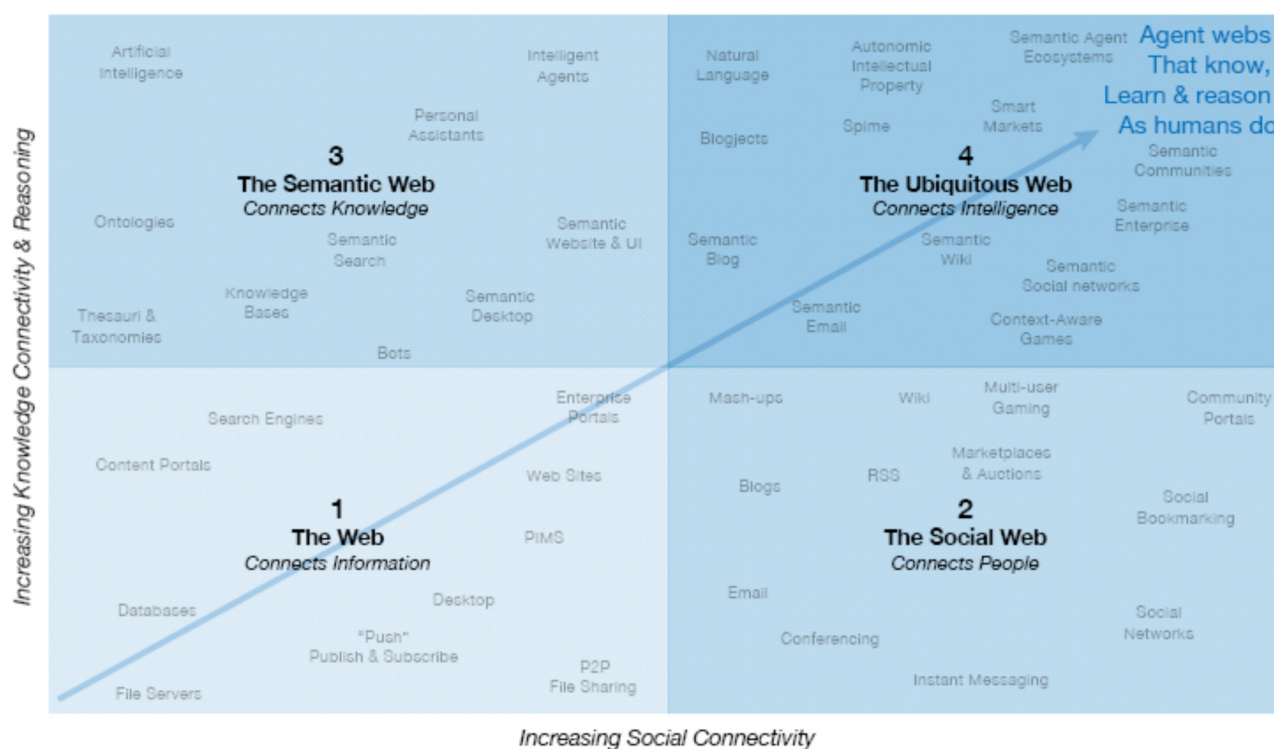 Increasing Knowledge Connectivity & Reasoning
Artificial
Intelligence
Intelligent
Agents
Personal
Assistants
3
The Semantic Web
Connects Knowledge
Ontologies
Semantic
Search
Semantic
Website & UI
Knowledge
Bases
Semantic
Desktop
Thesauri &
Taxonomies
Bots
Natural
Language
Autonomic
Intellectual
Property
Semantic Agent
Ecosystems
Agent webs
That know,
Learn & reason
As humans do
Blogjects
Spime
Smart
Markets
4
The Ubiquitous Web
Connects Intelligence
Semantic
Communities
Semantic
Enterprise
Semantic
Blog
Semantic
Wiki
Semantic
Social networks
Semantic
Email
Context-Aware
Games
Search Engines
Enterprise
Portals
Content Portals
Web Sites
1
The Web
Connects Information
PIMS
Databases
Desktop
"Push"
Publish & Subscribe
P2P
File Sharing
File Servers
Mash-ups
Wiki
Multi-user
Gaming
Community
Portals
Blogs
RSS
Marketplaces
& Auctions
Social
Bookmarking
2
The Social Web
Connects People
Email
Conferencing
Social
Networks
Instant Messaging
Increasing Social Connectivity